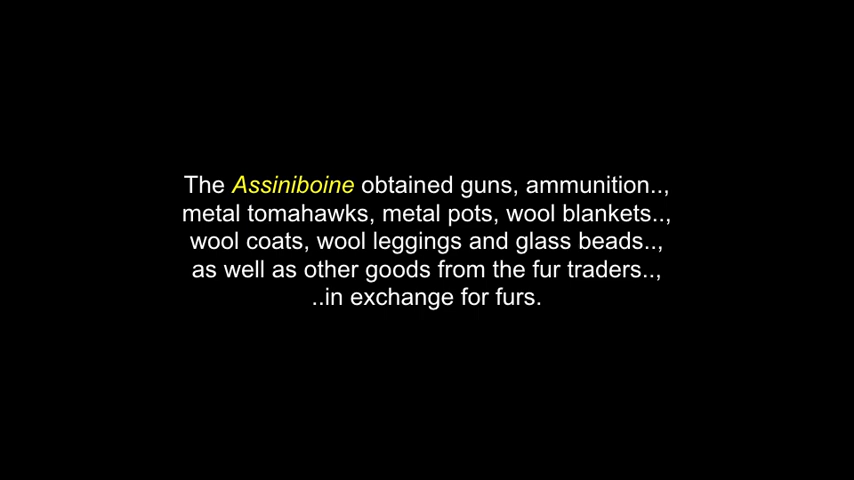 The Assiniboine obtained guns, ammunition..,
metal tomahawks, metal pots, wool blankets..,
wool coats, wool leggings and glass beads..,
as well as other goods from the fur traders..,
..in exchange for furs.